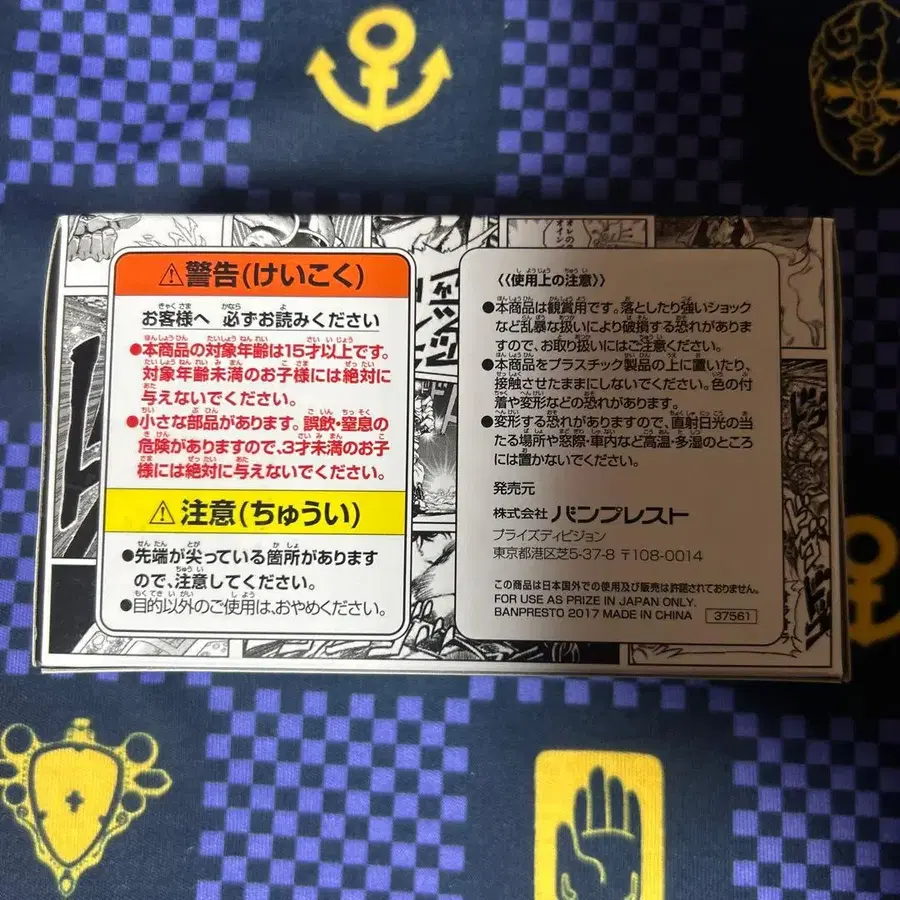 ⚠警告(けいこく)
お客様へ 必ずお読みください
●本商品の対象年齢は15才以上です。
対象年齢未満のお子様には絶対に
与えないでください。
●小さな部品があります。誤飲・窒息の
危険がありますので、3才未満のお子
様には絶対に与えないでください。
⚠注意(ちゅうい)
●先端が尖っている箇所があります
ので、注意してください。
●目的以外のご使用は、おやめください。
《使用上の注意》
●本商品は観賞用です。落としたり強いショック
など乱暴な扱いにより破損する恐れがありま
すので、お取り扱いにはご注意ください。
●本商品をプラスチック製品の上に置いたり、
接触させたままにしないでください。色の付
着や変形などの恐れがあります。
●変形する恐れがありますので、直射日光の当
たる場所や窓際・車内など高温・多湿のところ
には置かないでください。
発売元
株式会社 バンプレスト
プライズディビジョン
東京都港区芝5-37-8 〒108-0014
この商品は日本国外での使用及び販売は許諾されておりません。
FOR USE AS PRIZE IN JAPAN ONLY.
BANPRESTO 2017 MADE IN CHINA 37561